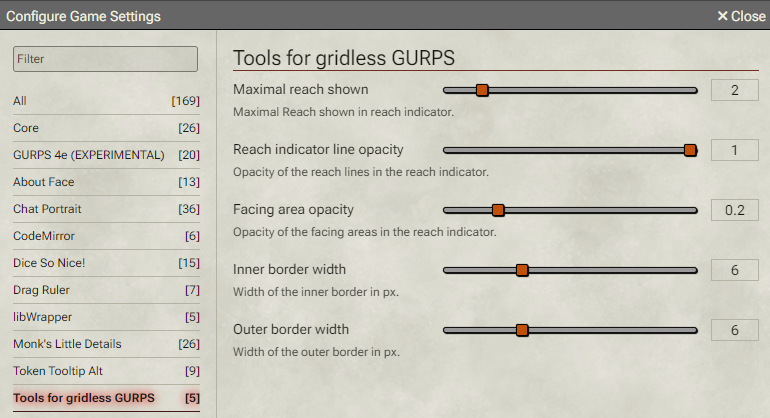 Configure Game Settings
✕ Close
Filter
All [169]
Core [26]
GURPS 4e (EXPERIMENTAL) [20]
About Face [13]
Chat Portrait [36]
CodeMirror [6]
Dice So Nice! [15]
Drag Ruler [7]
libWrapper [5]
Monk's Little Details [26]
Token Tooltip Alt [9]
Tools for gridless GURPS [5]
Tools for gridless GURPS
Maximal reach shown 2
Maximal Reach shown in reach indicator.
Reach indicator line opacity 1
Opacity of the reach lines in the reach indicator.
Facing area opacity 0.2
Opacity of the facing areas in the reach indicator.
Inner border width 6
Width of the inner border in px.
Outer border width 6
Width of the outer border in px.